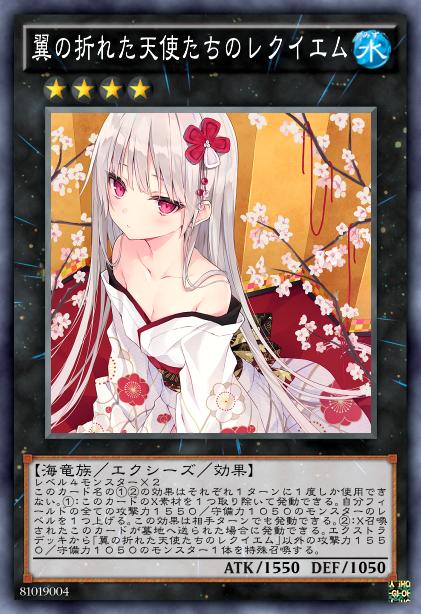 翼の折れた天使たちのレクイエム
みず
水
【海竜族／エクシーズ／効果】
レベル４モンスター×２
このカード名の①②の効果はそれぞれ１ターンに１度しか使用できない。①：このカードのＸ素材を１つ取り除いて発動できる。自分フィールドの全ての攻撃力１５５０／守備力１０５０のモンスターのレベルを１つ上げる。この効果は相手ターンでも発動できる。②：Ｘ召喚されたこのカードが墓地へ送られた場合に発動できる。エクストラデッキから「翼の折れた天使たちのレクイエム」以外の攻撃力１５５０／守備力１０５０のモンスター１体を特殊召喚する。
ATK/1550 DEF/1050
81019004